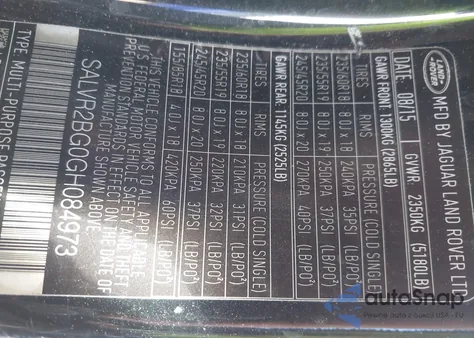 LAND ROVER
MFD BY JAGUAR LAND ROVER LTD
DATE: 08/15 GVWR: 2350KG (5180LB)
GAWR FRONT 1300KG (2865LB)
TIRES RIMS PRESSURE COLD SINGLE)
235/60R18 8.0J x 18 240KPA 35PSI (LB/PO²)
235/55R19 8.0J x 19 250KPA (LB/PO²)
245/45R20 8.0J x 20 270KPA (LB/PO²)
GAWR REAR: 1145KG (2525LB)
TIRES RIMS PRESSURE COLD SINGLE)
235/60R18 8.0J x 18 210KPA 31PSI (LB/PO²)
235/55R19 8.0J x 19 220KPA 32PSI (LB/PO²)
245/45R20 8.0J x 20 250KPA 37PSI (LB/PO²)
155/85R18 4.0J x 18 420KPA 60PSI (LB/PO²)
THIS VEHICLE CONFORMS TO ALL APPLICABLE
U.S FEDERAL MOTOR VEHICLE SAFETY AND THEFT
STANDARDS IN EFFECT ON THE DATE OF
SHOWN ABOVE.
SALVR2BG0GH084973
TYPE: MULTI-PURPOSE
autoSnap